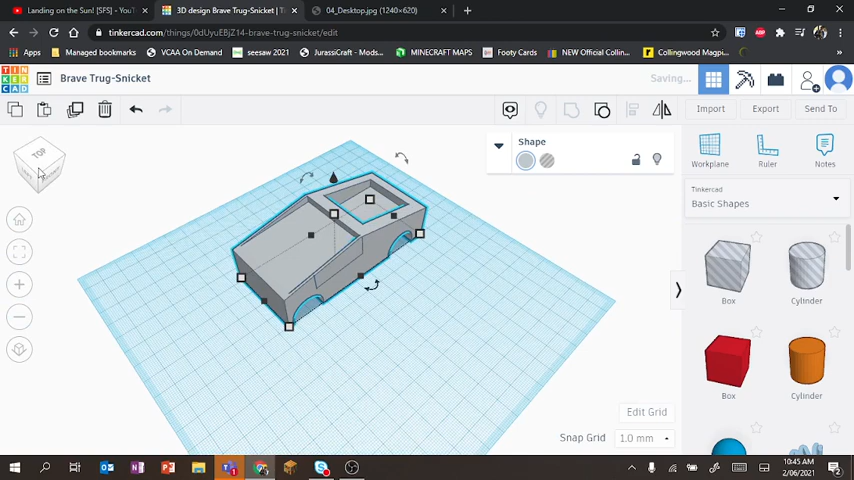 Landing on the Sun! [SFS] - YouT
3D design Brave Trug-Snicket | T
04_Desktop.jpg (1240×620)
tinkercad.com/things/0dUyuEBjZ14-brave-trug-snicket/edit
Apps
Managed bookmarks
VCAA On Demand
seesaw 2021
JurassiCraft - Mods...
MINECRAFT MAPS
Footy Cards
NEW Official Collin...
Collingwood Magpi...
TIN
KER
CAD
Brave Trug-Snicket
Saving...
Import
Export
Send To
TOP
Shape
Workplane
Ruler
Notes
Tinkercad
Basic Shapes
Box
Cylinder
Box
Cylinder
Edit Grid
Snap Grid
1.0 mm
10:45 AM
2/06/2021